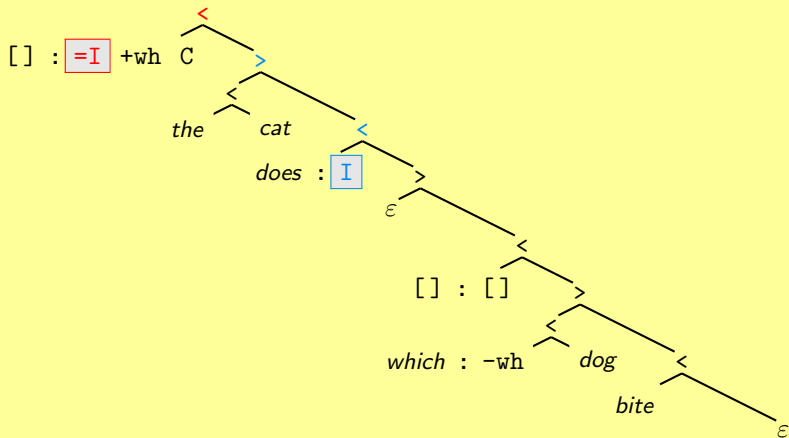 <
[] : =I +wh C
>
<
the
cat
<
does : I
>
ε
<
[] : []
>
<
which : -wh
dog
<
bite
ε